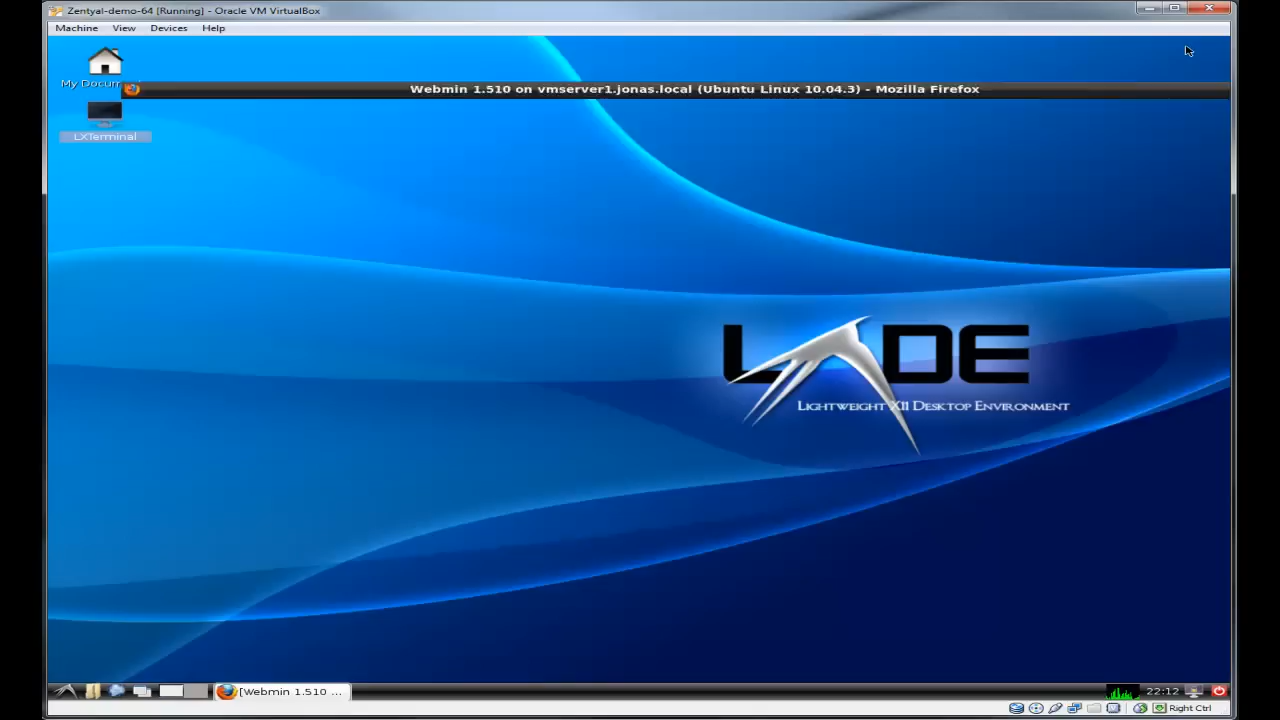 Zentyal-demo-64 [Running] - Oracle VM VirtualBox
Machine View Devices Help
Webmin 1.510 on vmserver1.jonas.local (Ubuntu Linux 10.04.3) - Mozilla Firefox
My Docum
LXTerminal
LXDE
Lightweight X11 Desktop Environment
[Webmin 1.510 ...
22:12
Right Ctrl